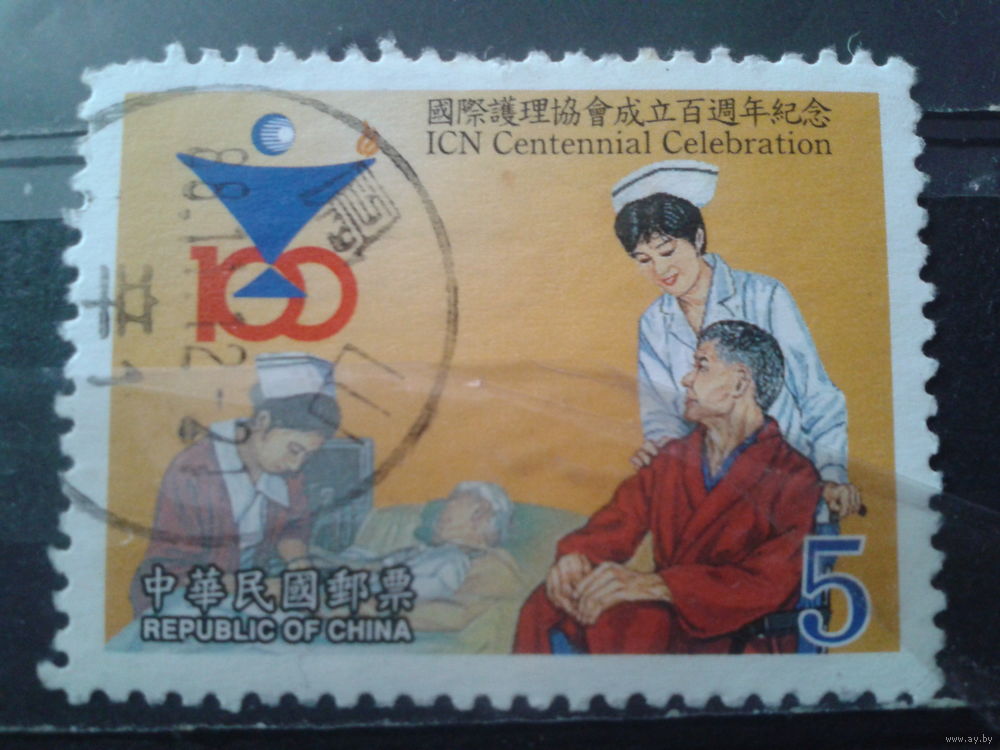 國際護理協會成立百週年紀念
ICN Centennial Celebration
100
中華民國郵票
REPUBLIC OF CHINA
5
www.ay.by